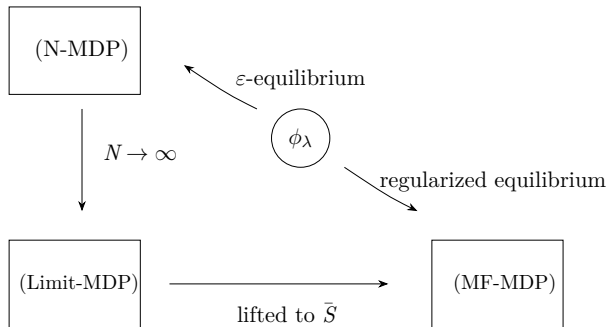 (N-MDP)
ε-equilibrium
ϕ_λ
N → ∞
regularized equilibrium
(Limit-MDP)
(MF-MDP)
lifted to S̄